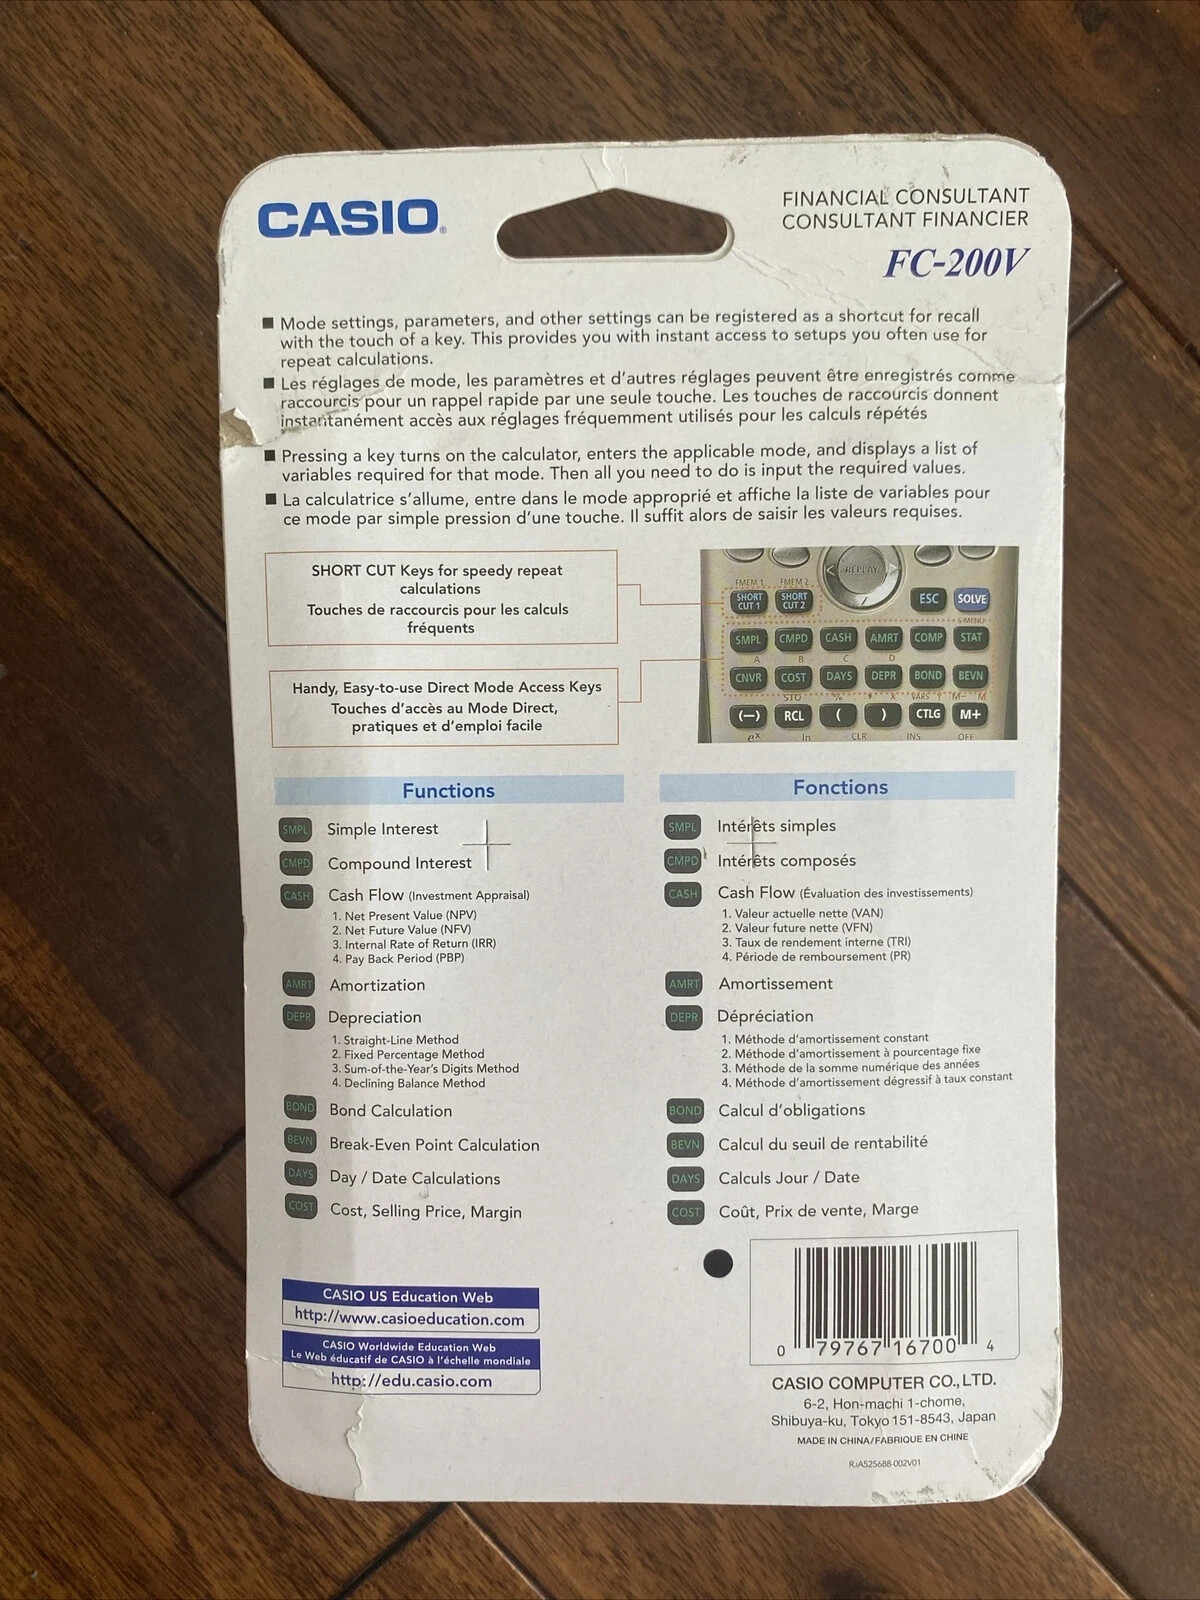 CASIO®
FINANCIAL CONSULTANT
CONSULTANT FINANCIER
FC-200V
■ Mode settings, parameters, and other settings can be registered as a shortcut for recall
with the touch of a key. This provides you with instant access to setups you often use for
repeat calculations.
■ Les réglages de mode, les paramètres et d'autres réglages peuvent être enregistrés comme
raccourcis pour un rappel rapide par une seule touche. Les touches de raccourcis donnent
instantanément accès aux réglages fréquemment utilisés pour les calculs répétés
■ Pressing a key turns on the calculator, enters the applicable mode, and displays a list of
variables required for that mode. Then all you need to do is input the required values.
■ La calculatrice s'allume, entre dans le mode approprié et affiche la liste de variables pour
ce mode par simple pression d'une touche. Il suffit alors de saisir les valeurs requises.
SHORT CUT Keys for speedy repeat
calculations
Touches de raccourcis pour les calculs
fréquents
Handy, Easy-to-use Direct Mode Access Keys
Touches d'accès au Mode Direct,
pratiques et d'emploi facile
REPLAY
FMEM 1 FMEM 2
SHORT CUT 1 SHORT CUT 2 ESC SOLVE
S-MENU
SMPL CMPD CASH AMRT COMP STAT
A B C D
CNVR COST DAYS DEPR BOND BEVN
STO % , X VARS Y M– M
(—) RCL ( ) CTLG M+
eˣ ln CLR INS OFF
Functions
SMPL Simple Interest
CMPD Compound Interest
CASH Cash Flow (Investment Appraisal)
1. Net Present Value (NPV)
2. Net Future Value (NFV)
3. Internal Rate of Return (IRR)
4. Pay Back Period (PBP)
AMRT Amortization
DEPR Depreciation
1. Straight-Line Method
2. Fixed Percentage Method
3. Sum-of-the-Year's Digits Method
4. Declining Balance Method
BOND Bond Calculation
BEVN Break-Even Point Calculation
DAYS Day / Date Calculations
COST Cost, Selling Price, Margin
Fonctions
SMPL Intérêts simples
CMPD Intérêts composés
CASH Cash Flow (Évaluation des investissements)
1. Valeur actuelle nette (VAN)
2. Valeur future nette (VFN)
3. Taux de rendement interne (TRI)
4. Période de remboursement (PR)
AMRT Amortissement
DEPR Dépréciation
1. Méthode d'amortissement constant
2. Méthode d'amortissement à pourcentage fixe
3. Méthode de la somme numérique des années
4. Méthode d'amortissement dégressif à taux constant
BOND Calcul d'obligations
BEVN Calcul du seuil de rentabilité
DAYS Calculs Jour / Date
COST Coût, Prix de vente, Marge
CASIO US Education Web
http://www.casioeducation.com
CASIO Worldwide Education Web
Le Web éducatif de CASIO à l'échelle mondiale
http://edu.casio.com
0 79767 16700 4
CASIO COMPUTER CO., LTD.
6-2, Hon-machi 1-chome,
Shibuya-ku, Tokyo 151-8543, Japan
MADE IN CHINA/FABRIQUE EN CHINE
RJA525688-002V01